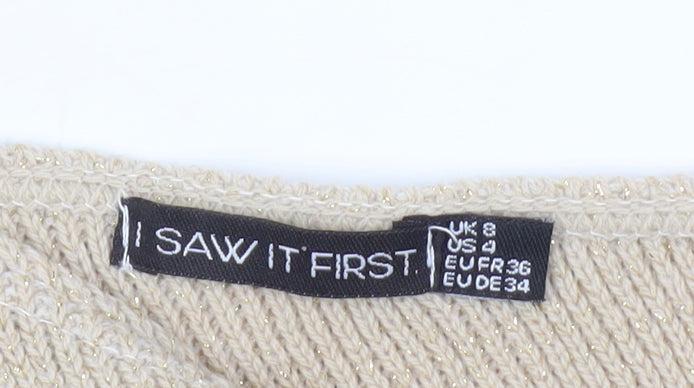 I SAW IT FIRST.
UK 8
US 4
EU FR 36
EU DE 34